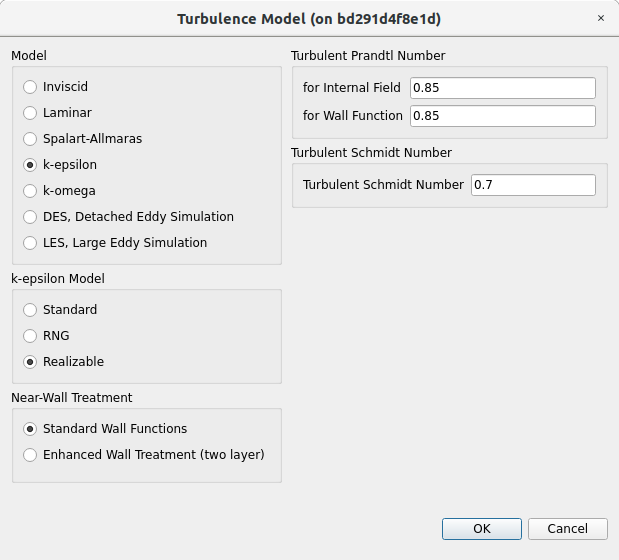 Turbulence Model (on bd291d4f8e1d)
×
Model
Inviscid
Laminar
Spalart-Allmaras
k-epsilon
k-omega
DES, Detached Eddy Simulation
LES, Large Eddy Simulation
k-epsilon Model
Standard
RNG
Realizable
Near-Wall Treatment
Standard Wall Functions
Enhanced Wall Treatment (two layer)
Turbulent Prandtl Number
for Internal Field 0.85
for Wall Function 0.85
Turbulent Schmidt Number
Turbulent Schmidt Number 0.7
OK Cancel